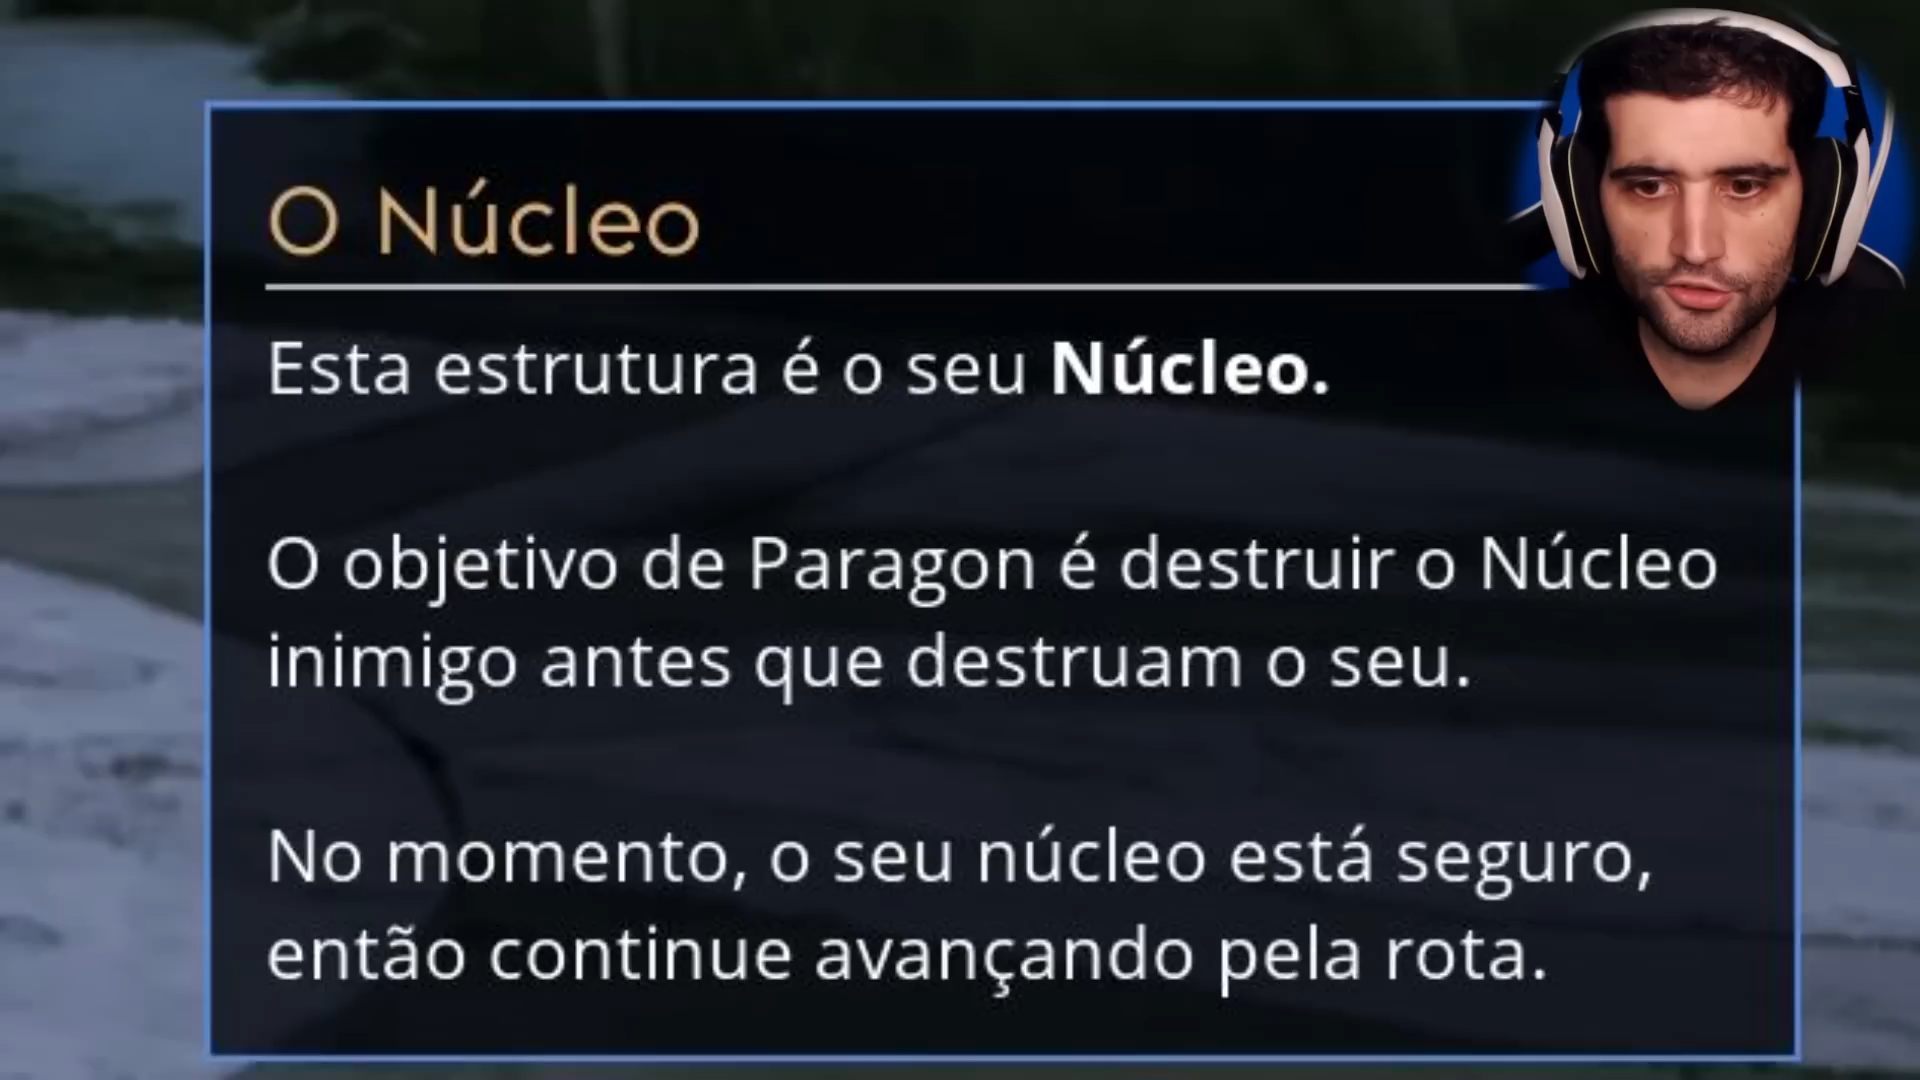 O Núcleo
Esta estrutura é o seu Núcleo.
O objetivo de Paragon é destruir o Núcleo
inimigo antes que destruam o seu.
No momento, o seu núcleo está seguro,
então continue avançando pela rota.